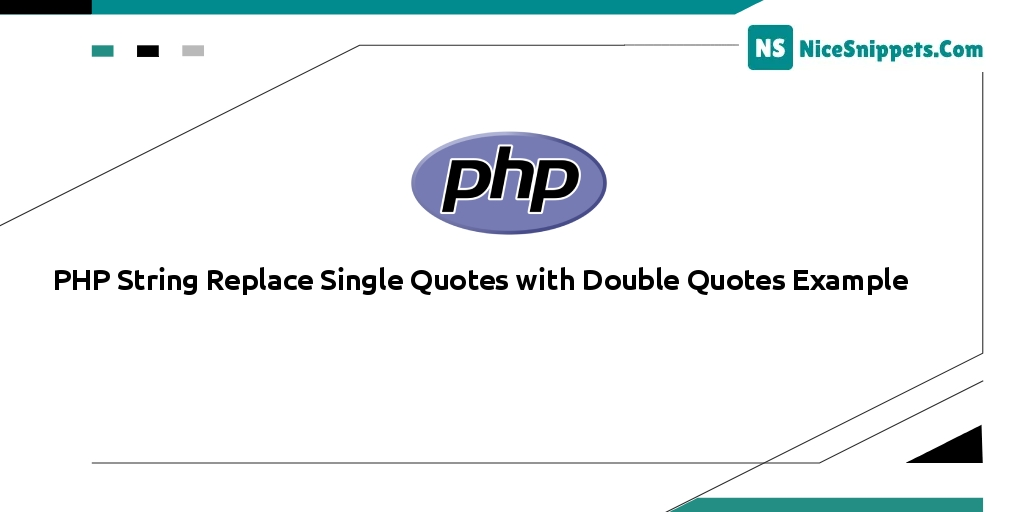 NS NiceSnippets.Com
php
PHP String Replace Single Quotes with Double Quotes Example